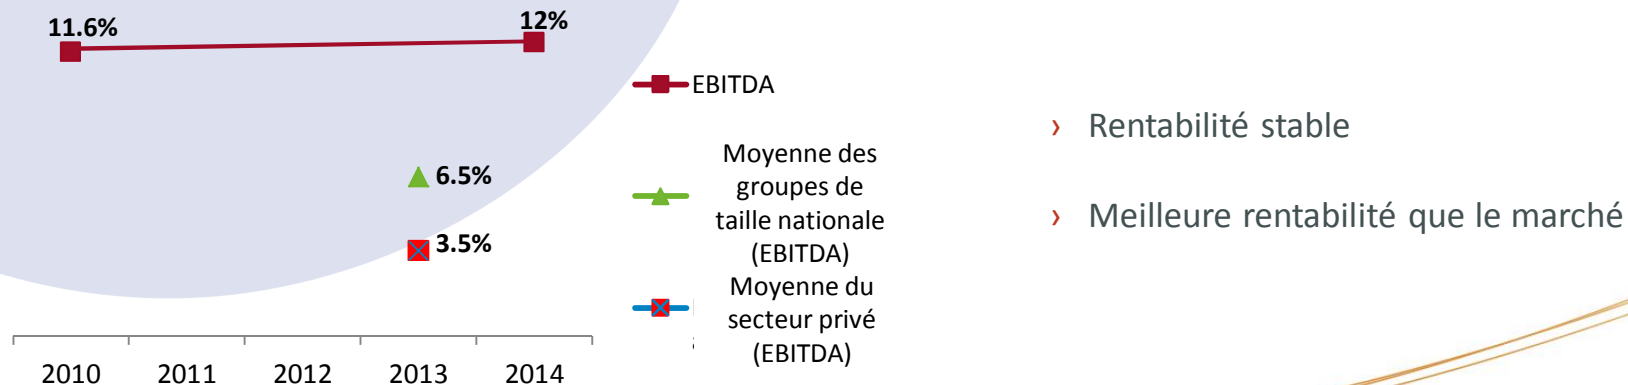 11.6%
12%
6.5%
3.5%
2010 2011 2012 2013 2014
EBITDA
Moyenne des
groupes de
taille nationale
(EBITDA)
Moyenne du
secteur privé
(EBITDA)
› Rentabilité stable
› Meilleure rentabilité que le marché